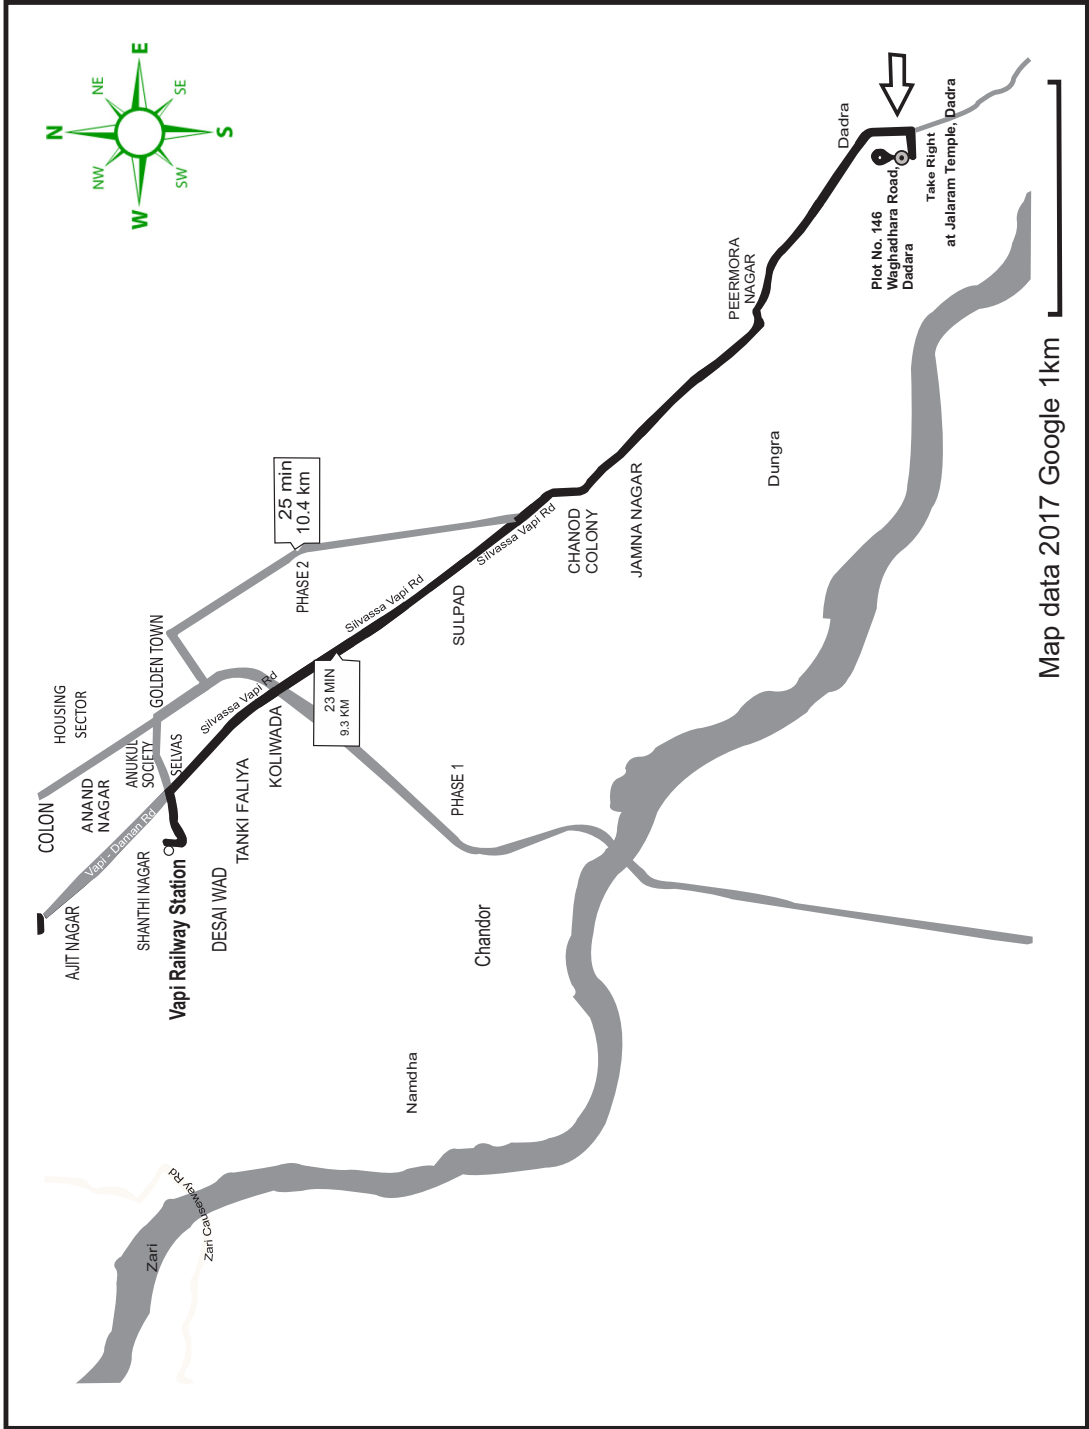 N
NE
E
SE
S
SW
W
NW
COLON
HOUSING
SECTOR
ANAND
NAGAR
AJIT NAGAR
Vapi - Daman Rd
ANUKUL
SOCIETY
GOLDEN TOWN
SELVAS
SHANTHI NAGAR
Vapi Railway Station
DESAI WAD
TANKI FALIYA
KOLIWADA
Silvassa Vapi Rd
25 min
10.4 km
PHASE 2
23 MIN
9.3 KM
Silvassa Vapi Rd
SULPAD
Silvassa Vapi Rd
PHASE 1
Chandor
Namdha
Zari
Zari Causeway Rd
CHANOD
COLONY
JAMNA NAGAR
Dungra
PEERMORA
NAGAR
Dadra
Plot No. 146
Waghadhara Road,
Dadara
Take Right
at Jalaram Temple, Dadra
Map data 2017 Google 1km